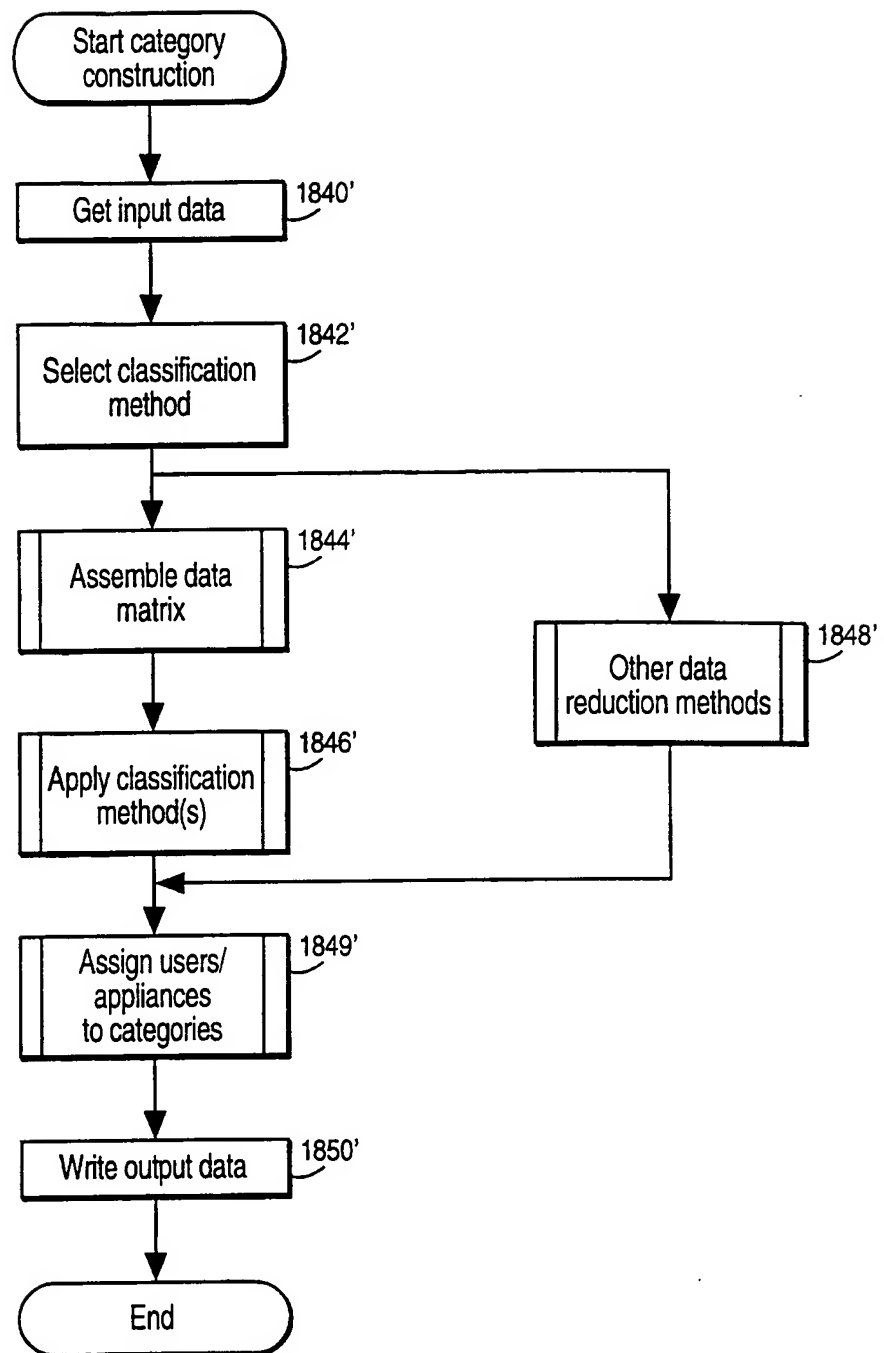 Start category
construction
Get input data
1840'
Select classification
method
1842'
Assemble data
matrix
1844'
Other data
reduction methods
1848'
Apply classification
method(s)
1846'
Assign users/
appliances
to categories
1849'
Write output data
1850'
End